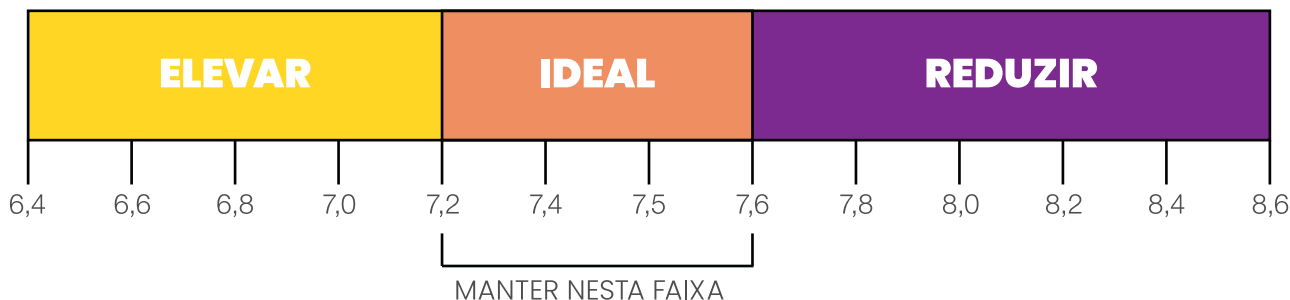 ELEVAR IDEAL REDUZIR
6,4 6,6 6,8 7,0 7,2 7,4 7,5 7,6 7,8 8,0 8,2 8,4 8,6
MANTER NESTA FAIXA